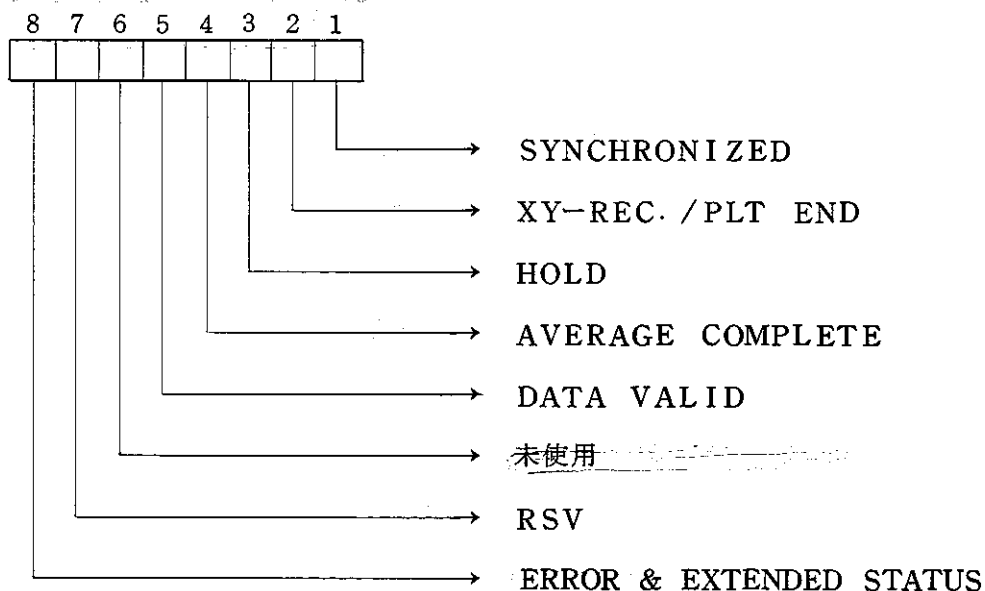 8 7 6 5 4 3 2 1
SYNCHRONIZED
XY-REC. /PLT END
HOLD
AVERAGE COMPLETE
DATA VALID
未使用
RSV
ERROR & EXTENDED STATUS